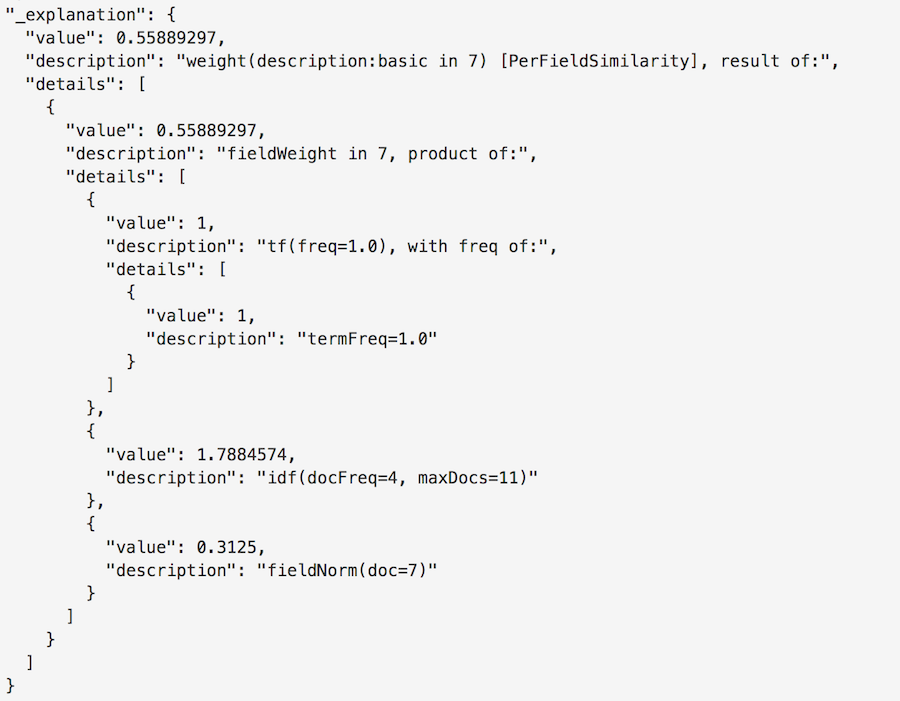 "_explanation": {
"value": 0.55889297,
"description": "weight(description:basic in 7) [PerFieldSimilarity], result of:",
"details": [
{
"value": 0.55889297,
"description": "fieldWeight in 7, product of:",
"details": [
{
"value": 1,
"description": "tf(freq=1.0), with freq of:",
"details": [
{
"value": 1,
"description": "termFreq=1.0"
}
]
},
{
"value": 1.7884574,
"description": "idf(docFreq=4, maxDocs=11)"
},
{
"value": 0.3125,
"description": "fieldNorm(doc=7)"
}
]
}
]
}